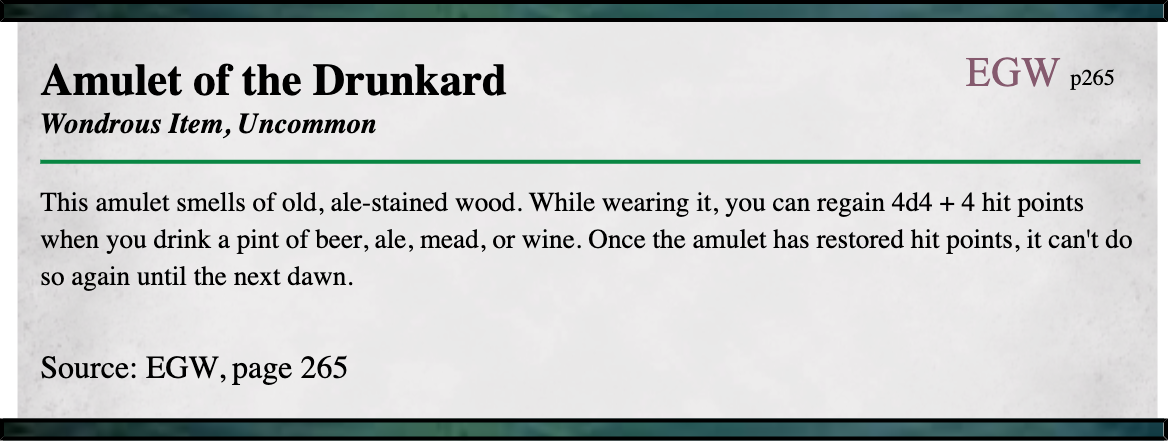 Amulet of the Drunkard
EGW p265
Wondrous Item, Uncommon
This amulet smells of old, ale-stained wood. While wearing it, you can regain 4d4 + 4 hit points
when you drink a pint of beer, ale, mead, or wine. Once the amulet has restored hit points, it can't do
so again until the next dawn.
Source: EGW, page 265